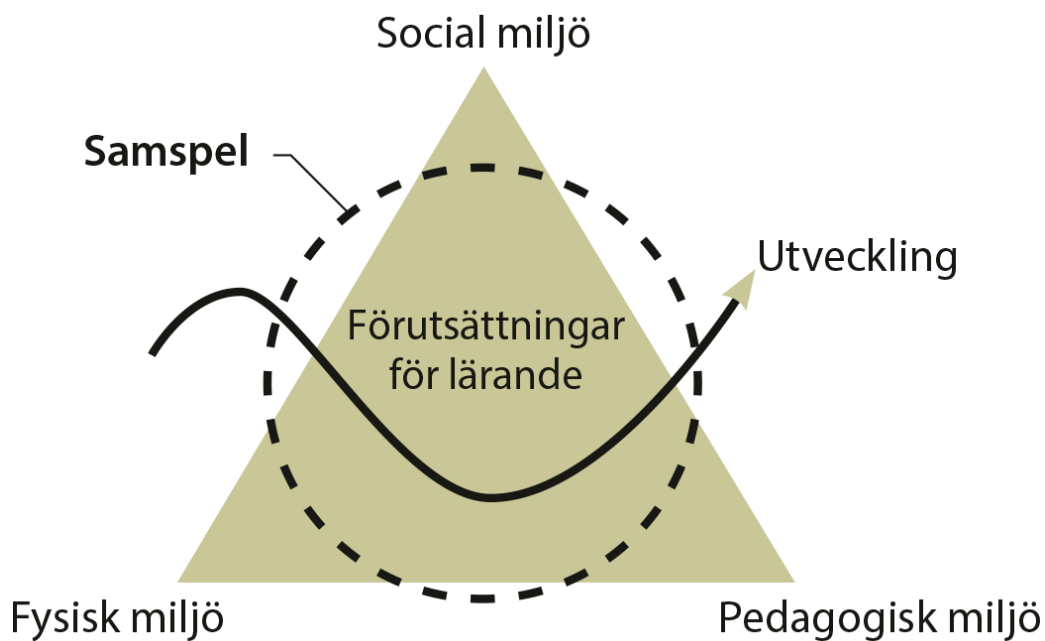 Social miljö
Samspel
Utveckling
Förutsättningar
för lärande
Fysisk miljö
Pedagogisk miljö